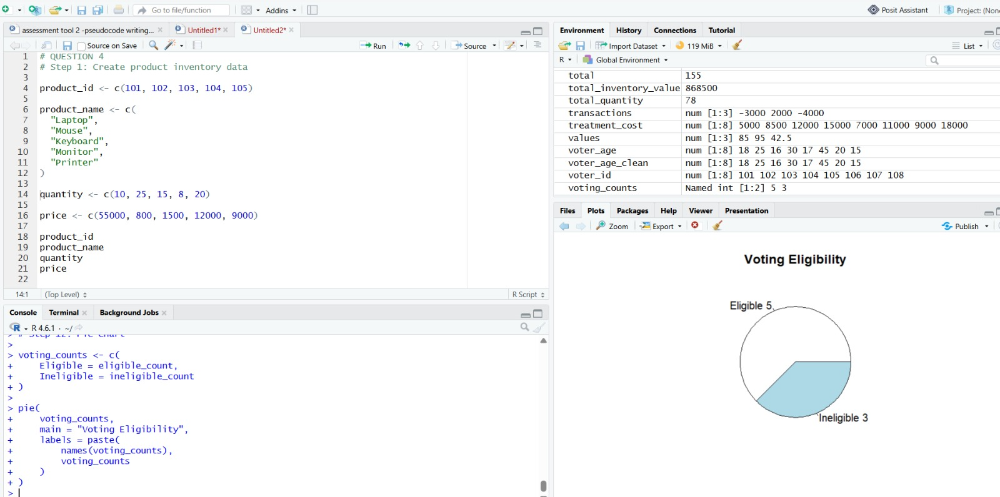 Go to file/function
Addins
Posit Assistant
Project: (None
assessment tool 2 -pseudocode writing...
Untitled1*
Untitled2*
Source on Save
Run
Source
1 # QUESTION 4
2 # Step 1: Create product inventory data
3
4 product_id <- c(101, 102, 103, 104, 105)
5
6 product_name <- c(
7 "Laptop",
8 "Mouse",
9 "Keyboard",
10 "Monitor",
11 "Printer"
12 )
13
14 quantity <- c(10, 25, 15, 8, 20)
15
16 price <- c(55000, 800, 1500, 12000, 9000)
17
18 product_id
19 product_name
20 quantity
21 price
22
14:1 (Top Level) R Script
Console Terminal Background Jobs
R 4.6.1 · ~/
> # Step 12: Pie Chart
>
> voting_counts <- c(
+ Eligible = eligible_count,
+ Ineligible = ineligible_count
+ )
>
> pie(
+ voting_counts,
+ main = "Voting Eligibility",
+ labels = paste(
+ names(voting_counts),
+ voting_counts
+ )
+ )
>
Environment History Connections Tutorial
Import Dataset 119 MiB List
R Global Environment
total 155
total_inventory_value 868500
total_quantity 78
transactions num [1:3] -3000 2000 -4000
treatment_cost num [1:8] 5000 8500 12000 15000 7000 11000 9000 18000
values num [1:3] 85 95 42.5
voter_age num [1:8] 18 25 16 30 17 45 20 15
voter_age_clean num [1:8] 18 25 16 30 17 45 20 15
voter_id num [1:8] 101 102 103 104 105 106 107 108
voting_counts Named int [1:2] 5 3
Files Plots Packages Help Viewer Presentation
Zoom Export Publish
Voting Eligibility
Eligible 5
Ineligible 3